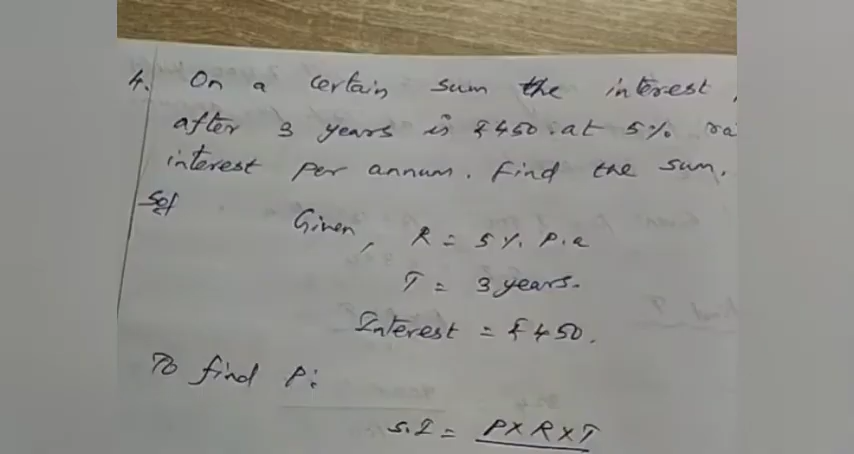 4. On a certain sum the interest
after 3 years is ₹450. at 5% ra
interest per annum. Find the sum.
Sol
Given, R = 5 %. P.a
T = 3 years.
Interest = ₹450.
To find P:
S.I = P X R X T